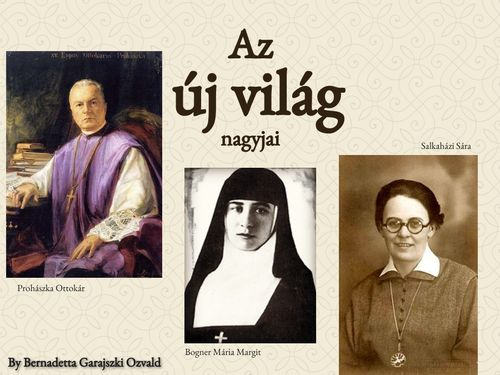 Az
új világ
nagyjai
Salkaházi Sára
Prohászka Ottokár
Bogner Mária Margit
By Bernadetta Garajszki Ozvald